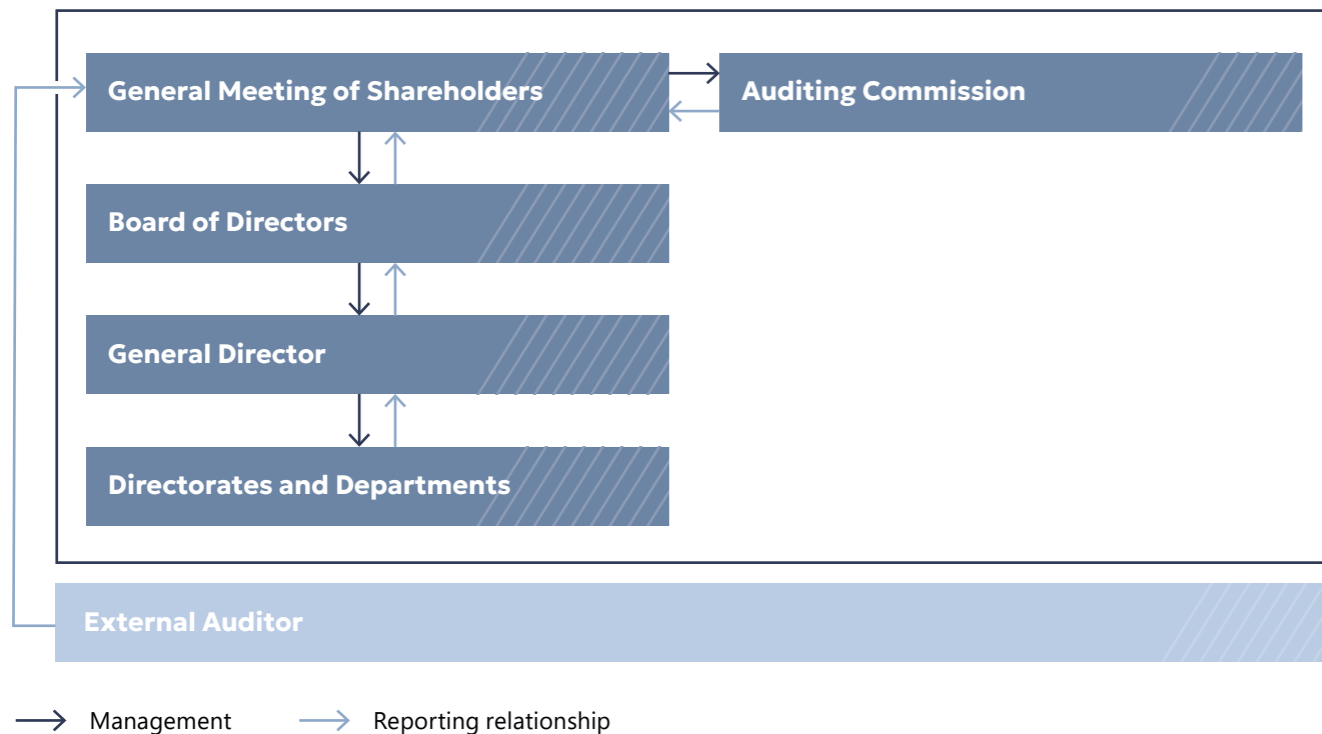 General Meeting of Shareholders
Auditing Commission
Board of Directors
General Director
Directorates and Departments
External Auditor
Management
Reporting relationship